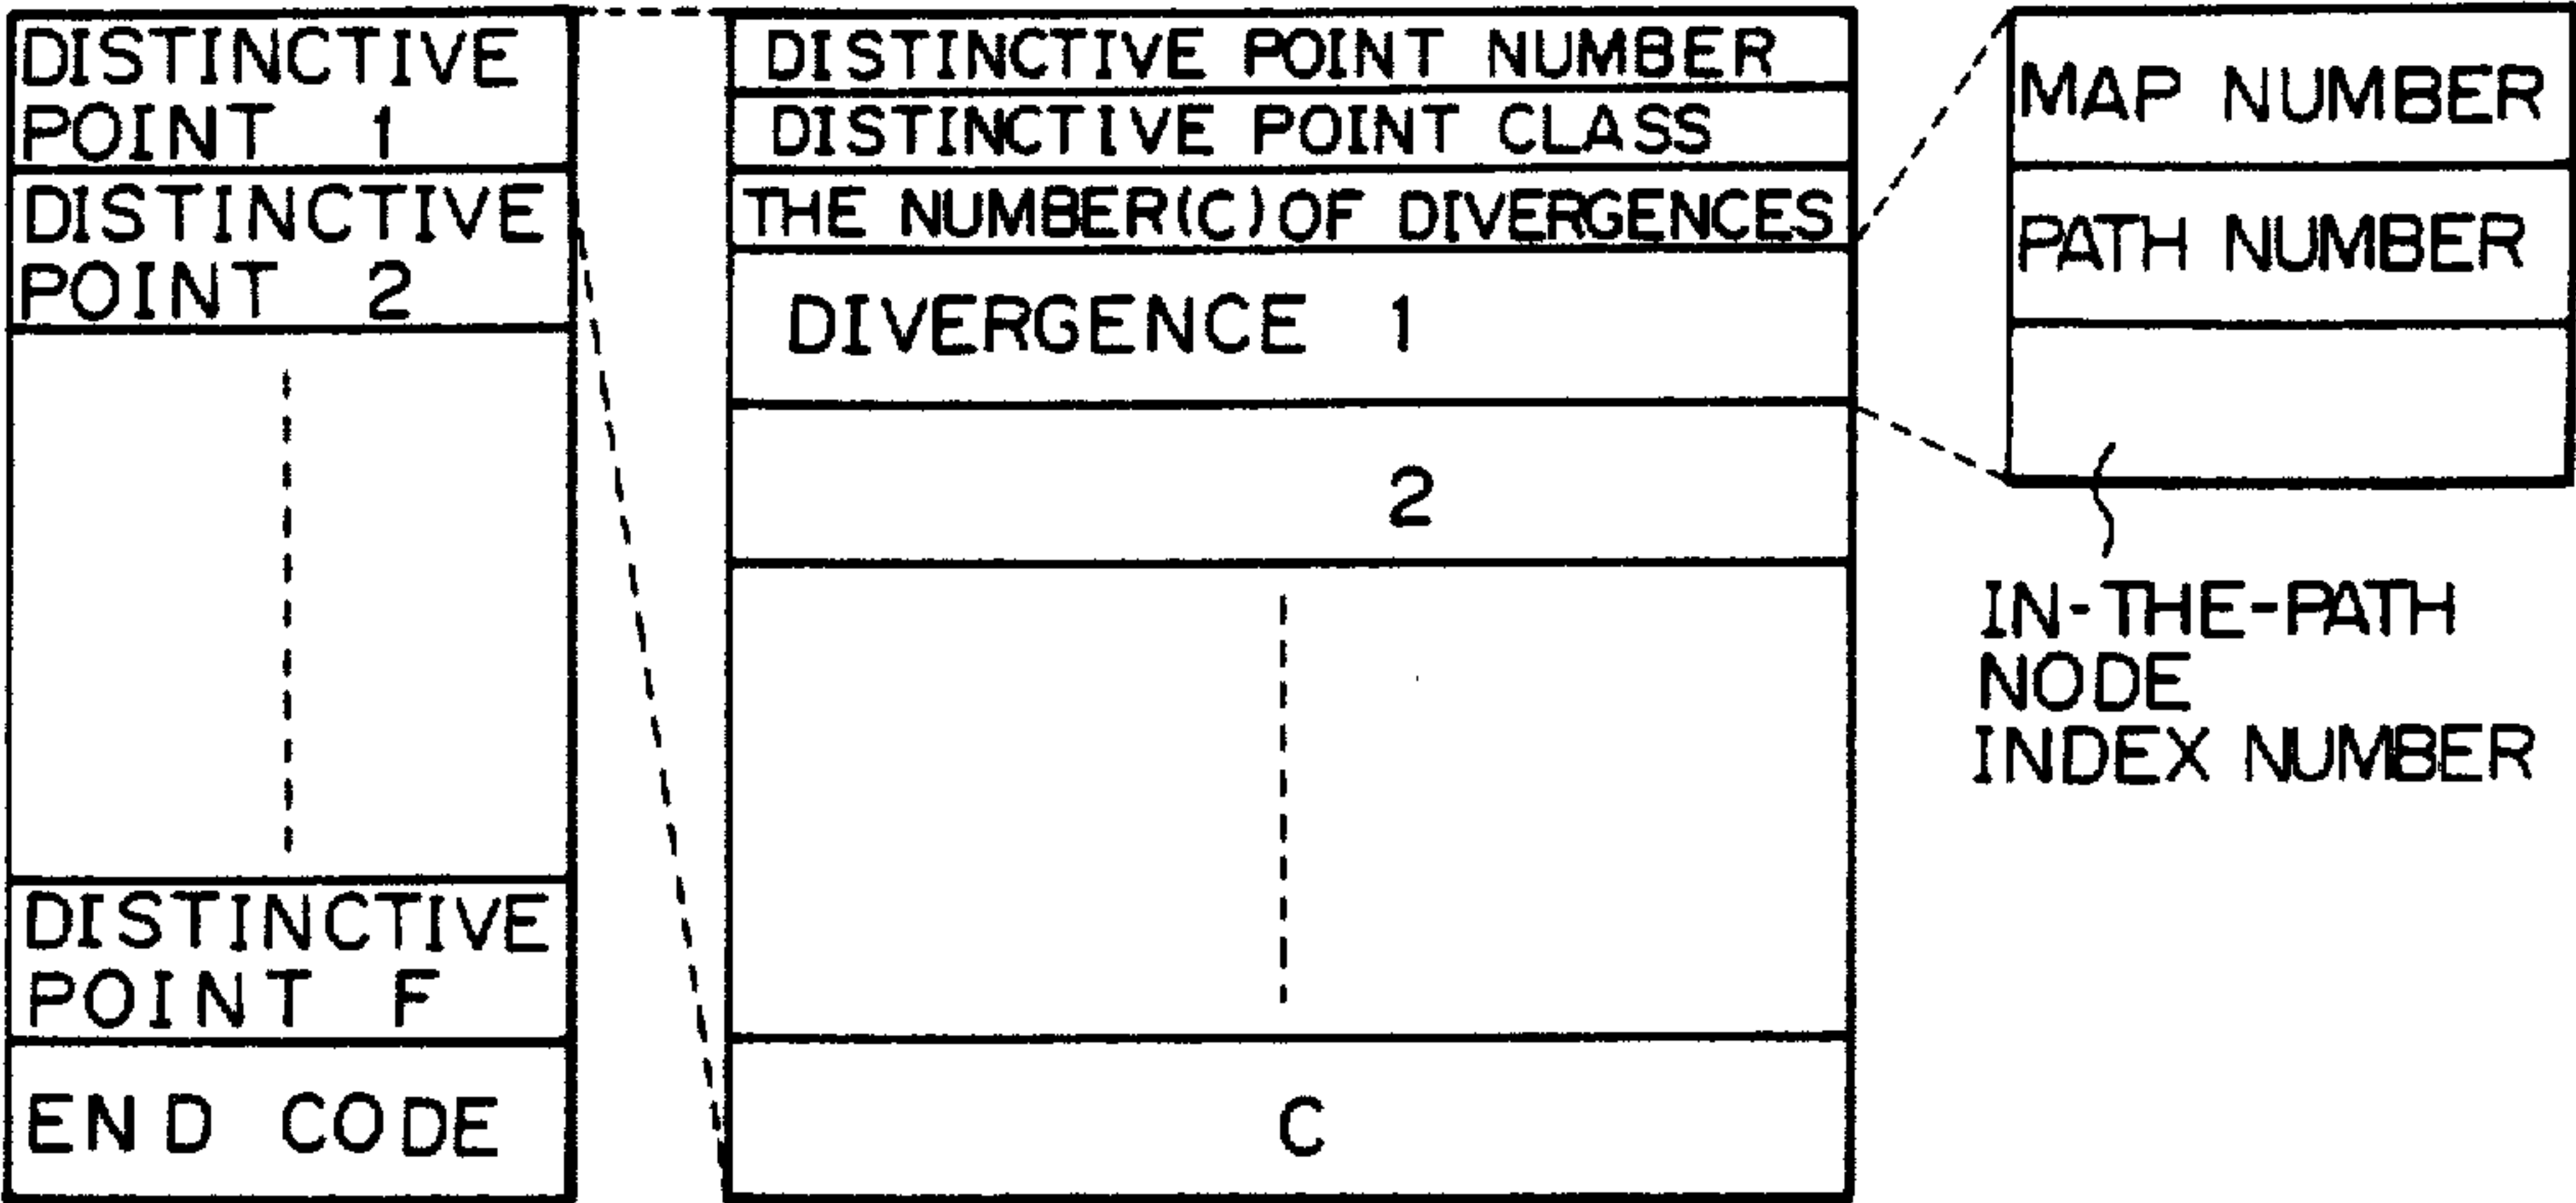 DISTINCTIVE
POINT 1
DISTINCTIVE
POINT 2
DISTINCTIVE
POINT F
END CODE
DISTINCTIVE POINT NUMBER
DISTINCTIVE POINT CLASS
THE NUMBER(C)OF DIVERGENCES
DIVERGENCE 1
2
C
MAP NUMBER
PATH NUMBER
IN-THE-PATH
NODE
INDEX NUMBER